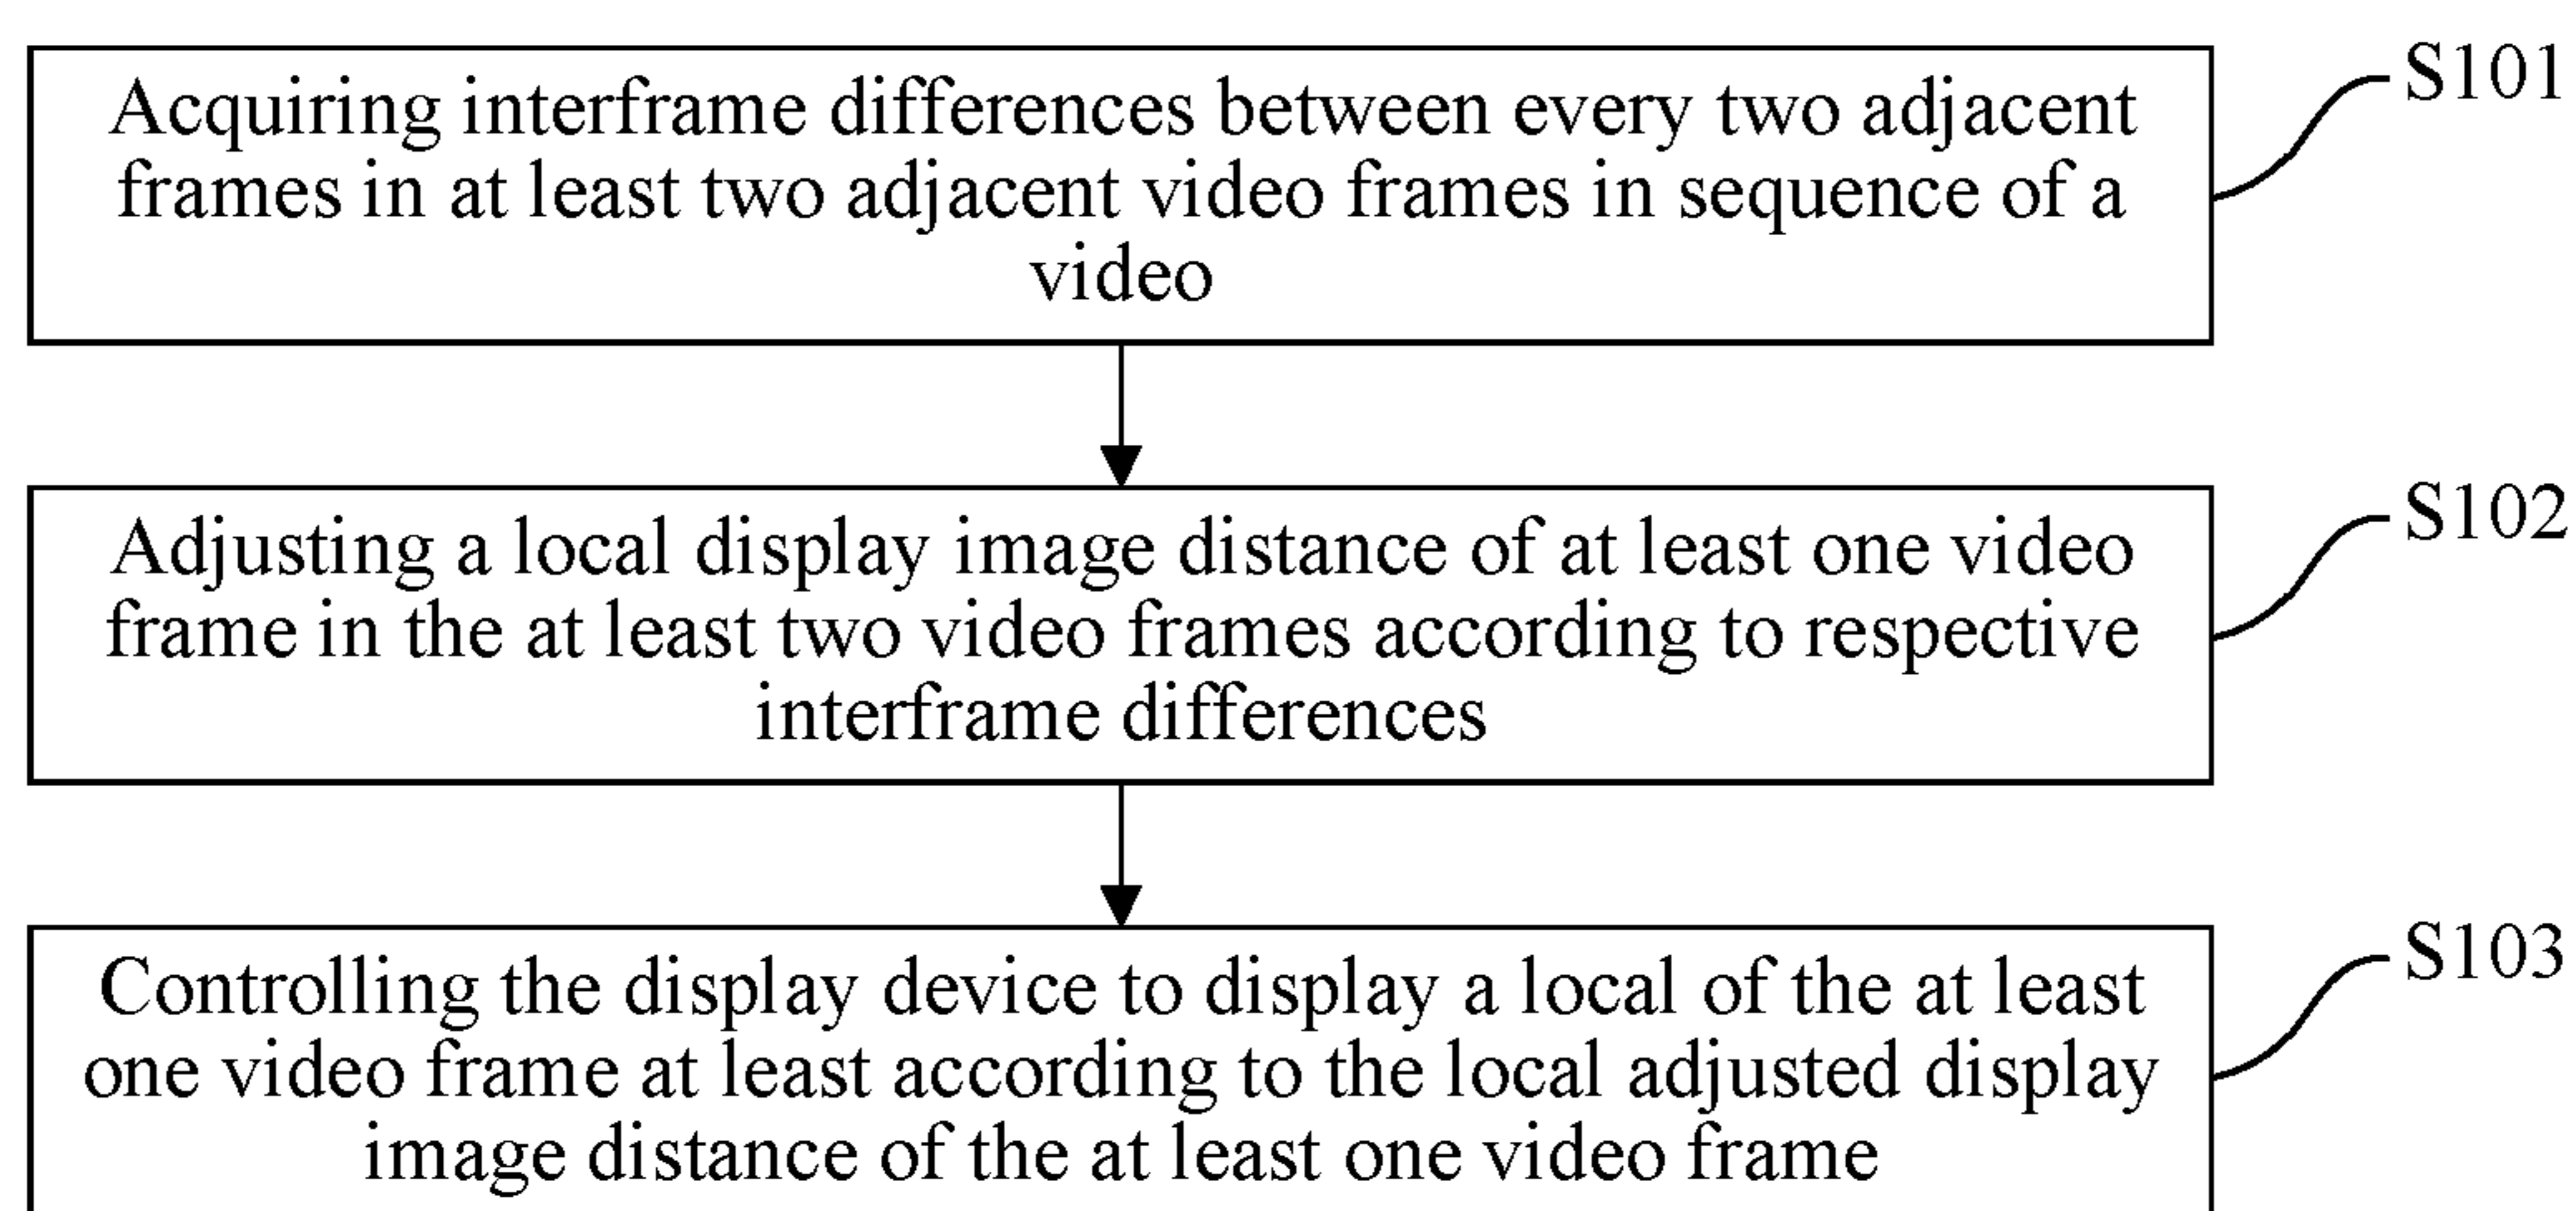 Acquiring interframe differences between every two adjacent
frames in at least two adjacent video frames in sequence of a
video
S101
Adjusting a local display image distance of at least one video
frame in the at least two video frames according to respective
interframe differences
S102
Controlling the display device to display a local of the at least
one video frame at least according to the local adjusted display
image distance of the at least one video frame
S103